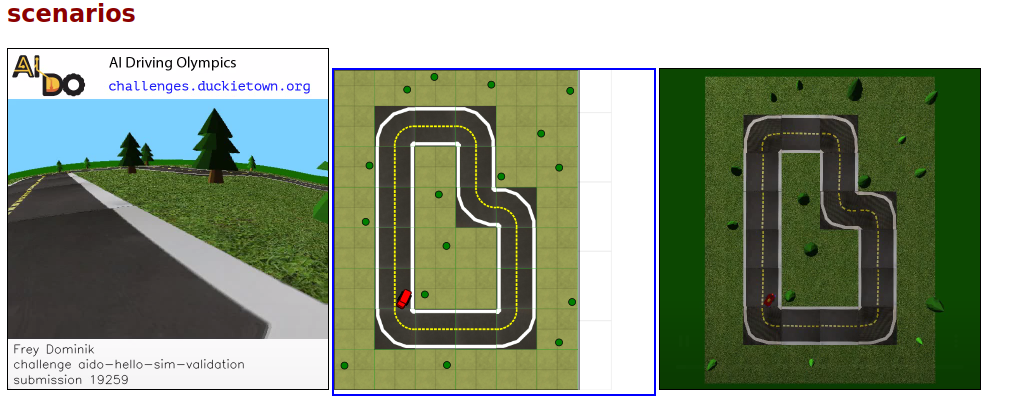 scenarios
AI DO
AI Driving Olympics
challenges.duckietown.org
Frey Dominik
challenge aido-hello-sim-validation
submission 19259